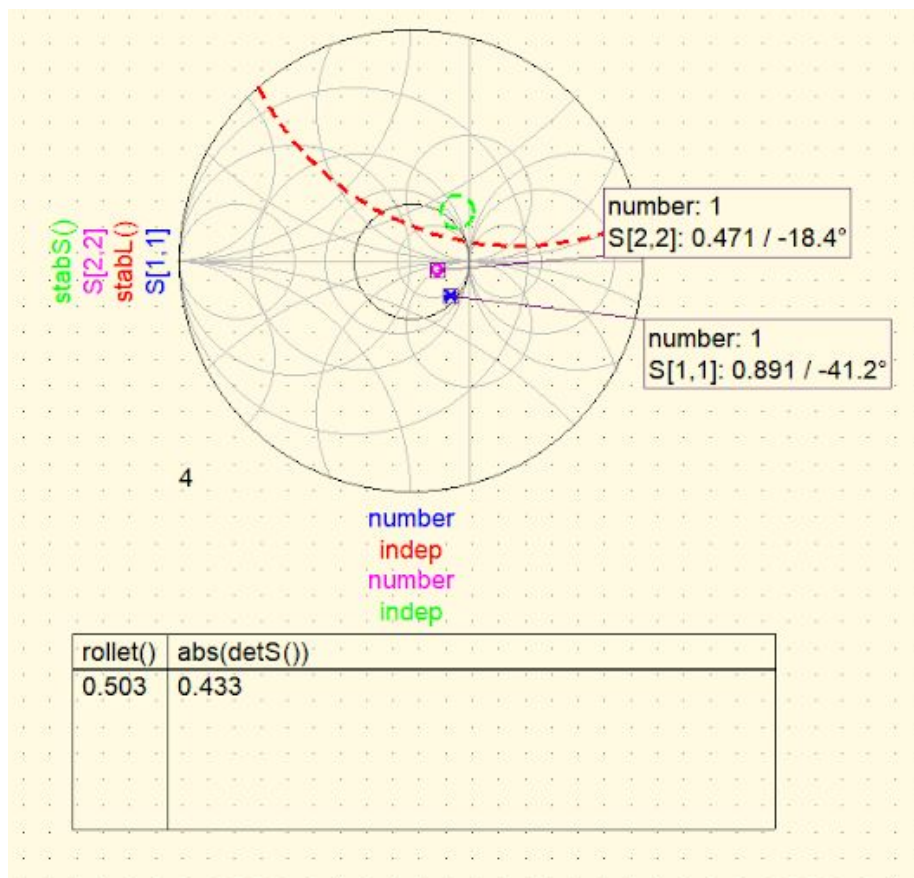 stabS()
S[2,2]
stabL()
S[1,1]
number: 1
S[2,2]: 0.471 / -18.4°
number: 1
S[1,1]: 0.891 / -41.2°
4
number
indep
number
indep
rollet() abs(detS())
0.503 0.433